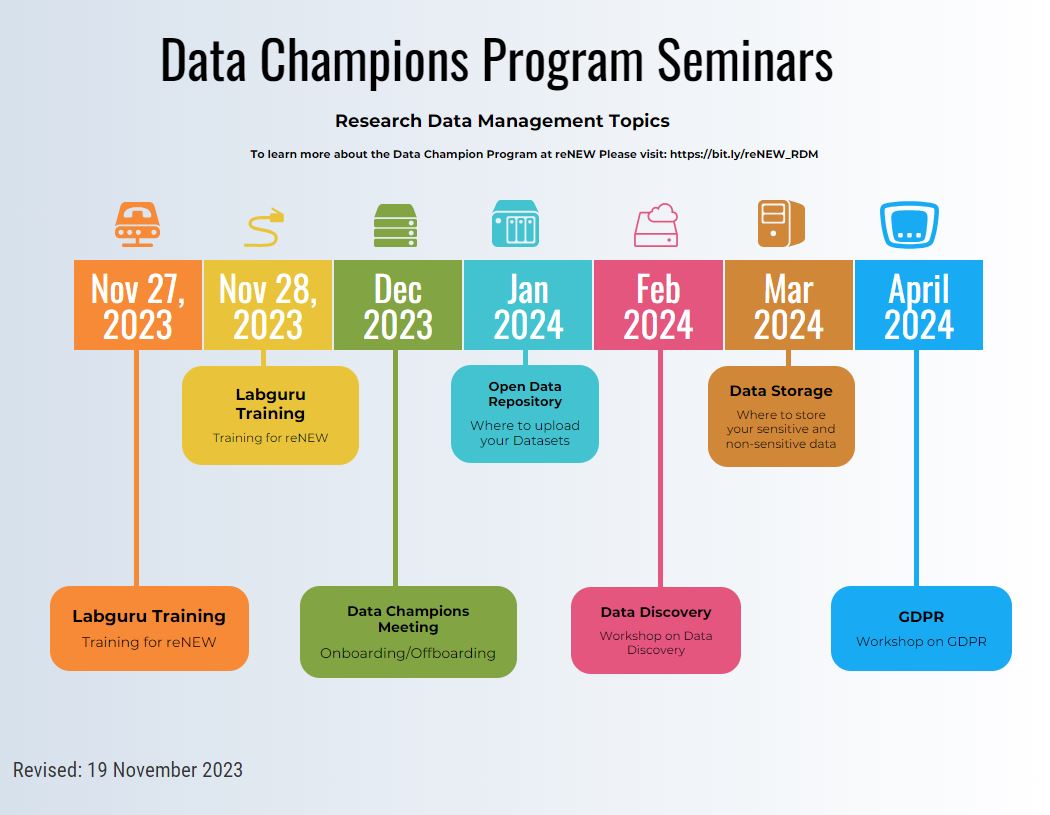 Data Champions Program Seminars
Research Data Management Topics
To learn more about the Data Champion Program at reNEW Please visit: https://bit.ly/reNEW_RDM
Nov 27,
2023
Nov 28,
2023
Dec
2023
Jan
2024
Feb
2024
Mar
2024
April
2024
Labguru
Training
Training for reNEW
Open Data
Repository
Where to upload
your Datasets
Data Storage
Where to store
your sensitive and
non-sensitive data
Labguru Training
Training for reNEW
Data Champions
Meeting
Onboarding/Offboarding
Data Discovery
Workshop on Data
Discovery
GDPR
Workshop on GDPR
Revised: 19 November 2023